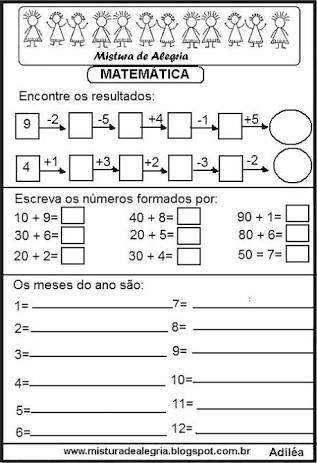 Mistura de Alegria
MATEMÁTICA
Encontre os resultados:
9 -2 -5 +4 -1 +5
4 +1 +3 +2 -3 -2
Escreva os números formados por:
10 + 9= 40 + 8= 90 + 1=
30 + 6= 20 + 5= 80 + 6=
20 + 2= 30 + 4= 50 = 7=
Os meses do ano são:
1= 7=
2= 8=
3= 9=
4= 10=
5= 11=
6= 12=
www.misturadealegria.blogspot.com.br Adiléa